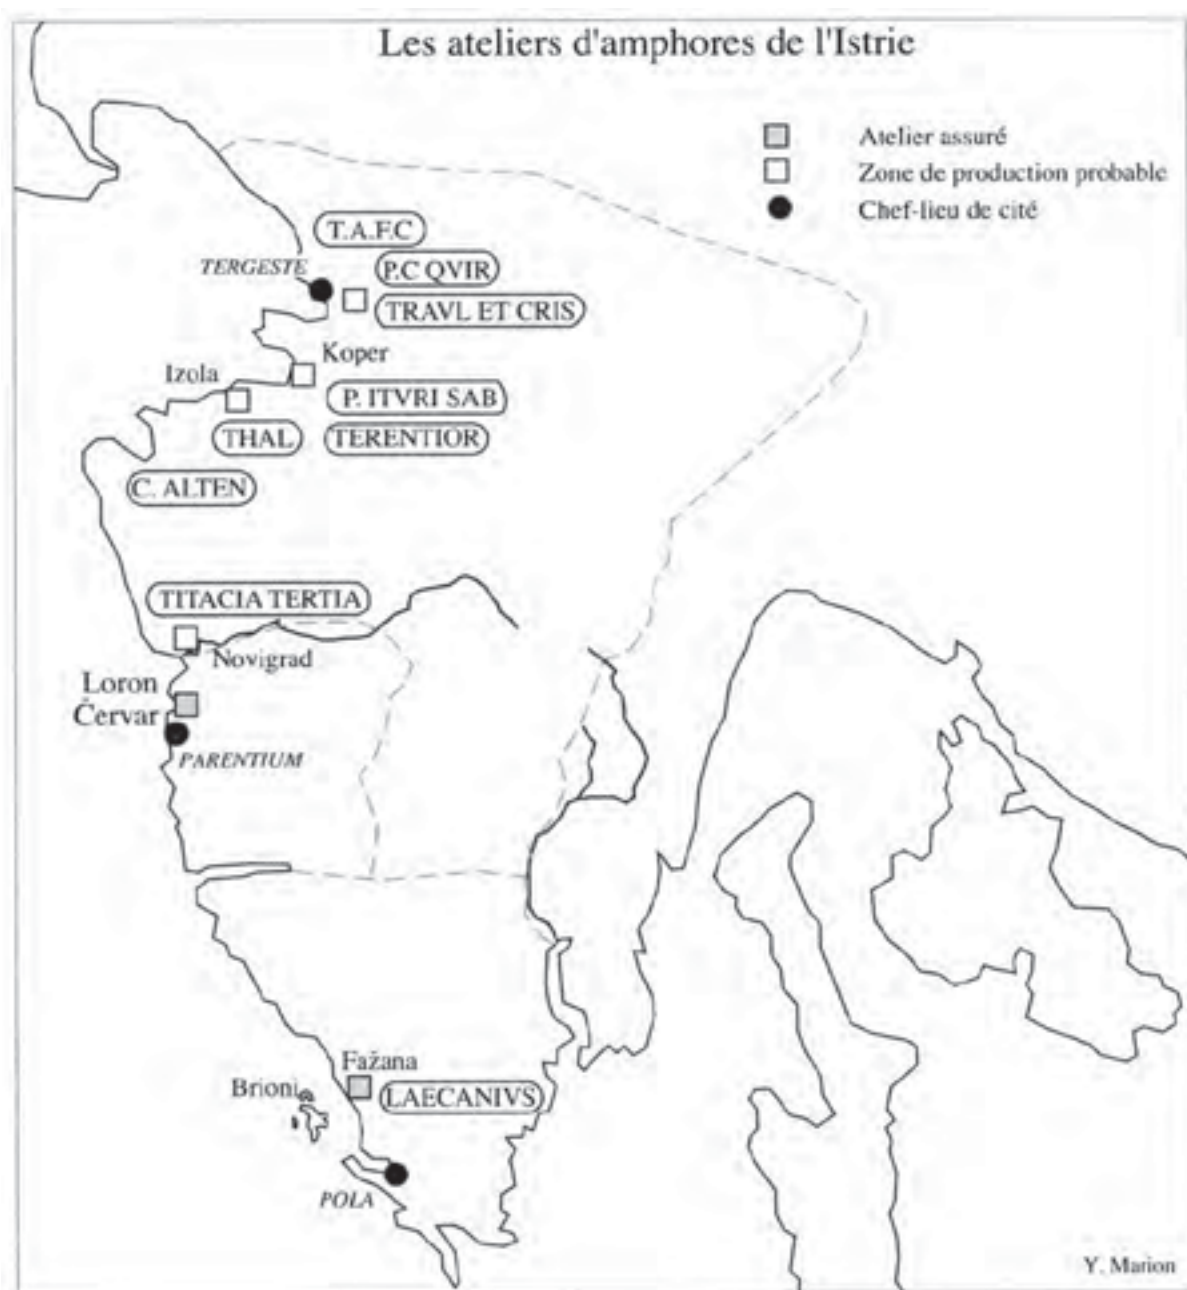 Les ateliers d'amphores de l'Istrie
Atelier assuré
Zone de production probable
Chef-lieu de cité
T.A.F.C
TERGESTE
P.C QVIR
TRAVL ET CRIS
Koper
Izola
P. ITVRI SAB
THAL
TERENTIOR
C. ALTEN
TITACIA TERTIA
Novigrad
Loron
Červar
PARENTIUM
Fažana
Brioni
LAECANIVS
POLA
Y. Marion